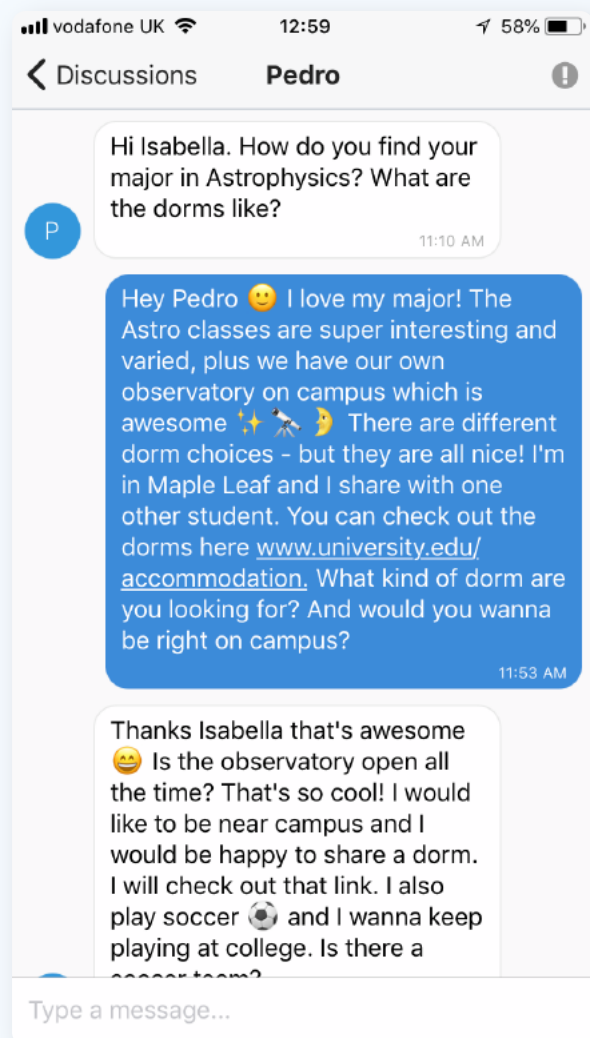 vodafone UK 12:59 58%
Discussions Pedro
Hi Isabella. How do you find your
major in Astrophysics? What are
the dorms like?
P
11:10 AM
Hey Pedro 🙂 I love my major! The
Astro classes are super interesting and
varied, plus we have our own
observatory on campus which is
awesome ✨🔭🌛 There are different
dorm choices - but they are all nice! I'm
in Maple Leaf and I share with one
other student. You can check out the
dorms here www.university.edu/
accommodation. What kind of dorm are
you looking for? And would you wanna
be right on campus?
11:53 AM
Thanks Isabella that's awesome
😄 Is the observatory open all
the time? That's so cool! I would
like to be near campus and I
would be happy to share a dorm.
I will check out that link. I also
play soccer ⚽ and I wanna keep
playing at college. Is there a
soccer team?
Type a message...